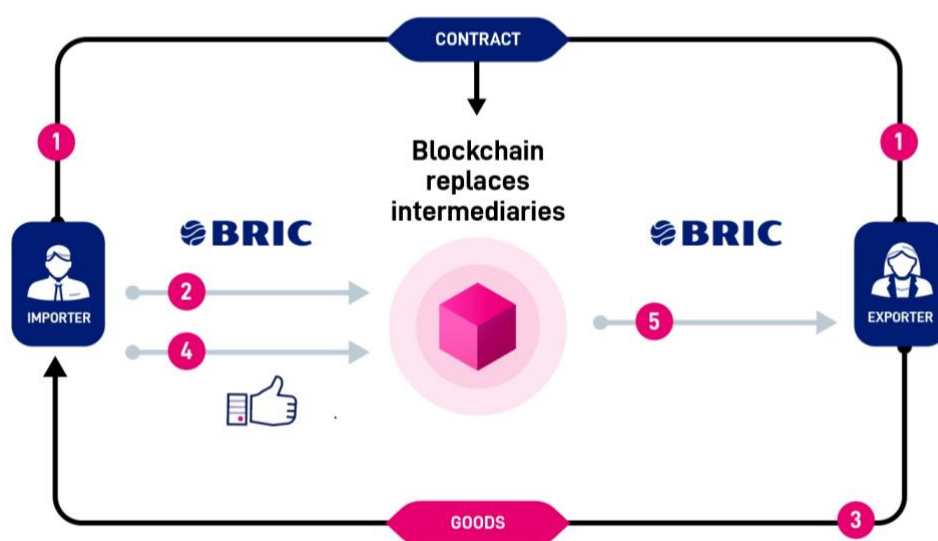 CONTRACT
1
1
Blockchain
replaces
intermediaries
BRIC
BRIC
IMPORTER
2
4
5
EXPORTER
GOODS
3